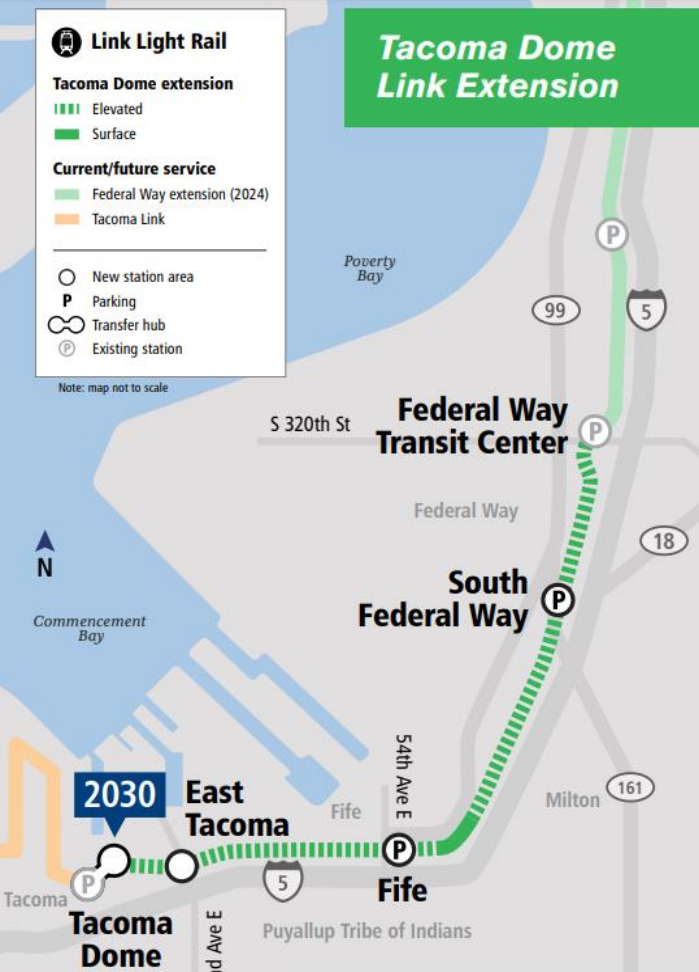 Link Light Rail
Tacoma Dome extension
Elevated
Surface
Current/future service
Federal Way extension (2024)
Tacoma Link
New station area
P Parking
Transfer hub
P Existing station
Note: map not to scale
Tacoma Dome
Link Extension
Poverty
Bay
P
99
5
S 320th St
Federal Way
Transit Center
P
Federal Way
18
N
South
Federal Way
P
Commencement
Bay
54th Ave E
2030
East
Tacoma
Fife
Milton
161
P
Fife
5
P
Tacoma
Tacoma
Dome
Ave E
Puyallup Tribe of Indians